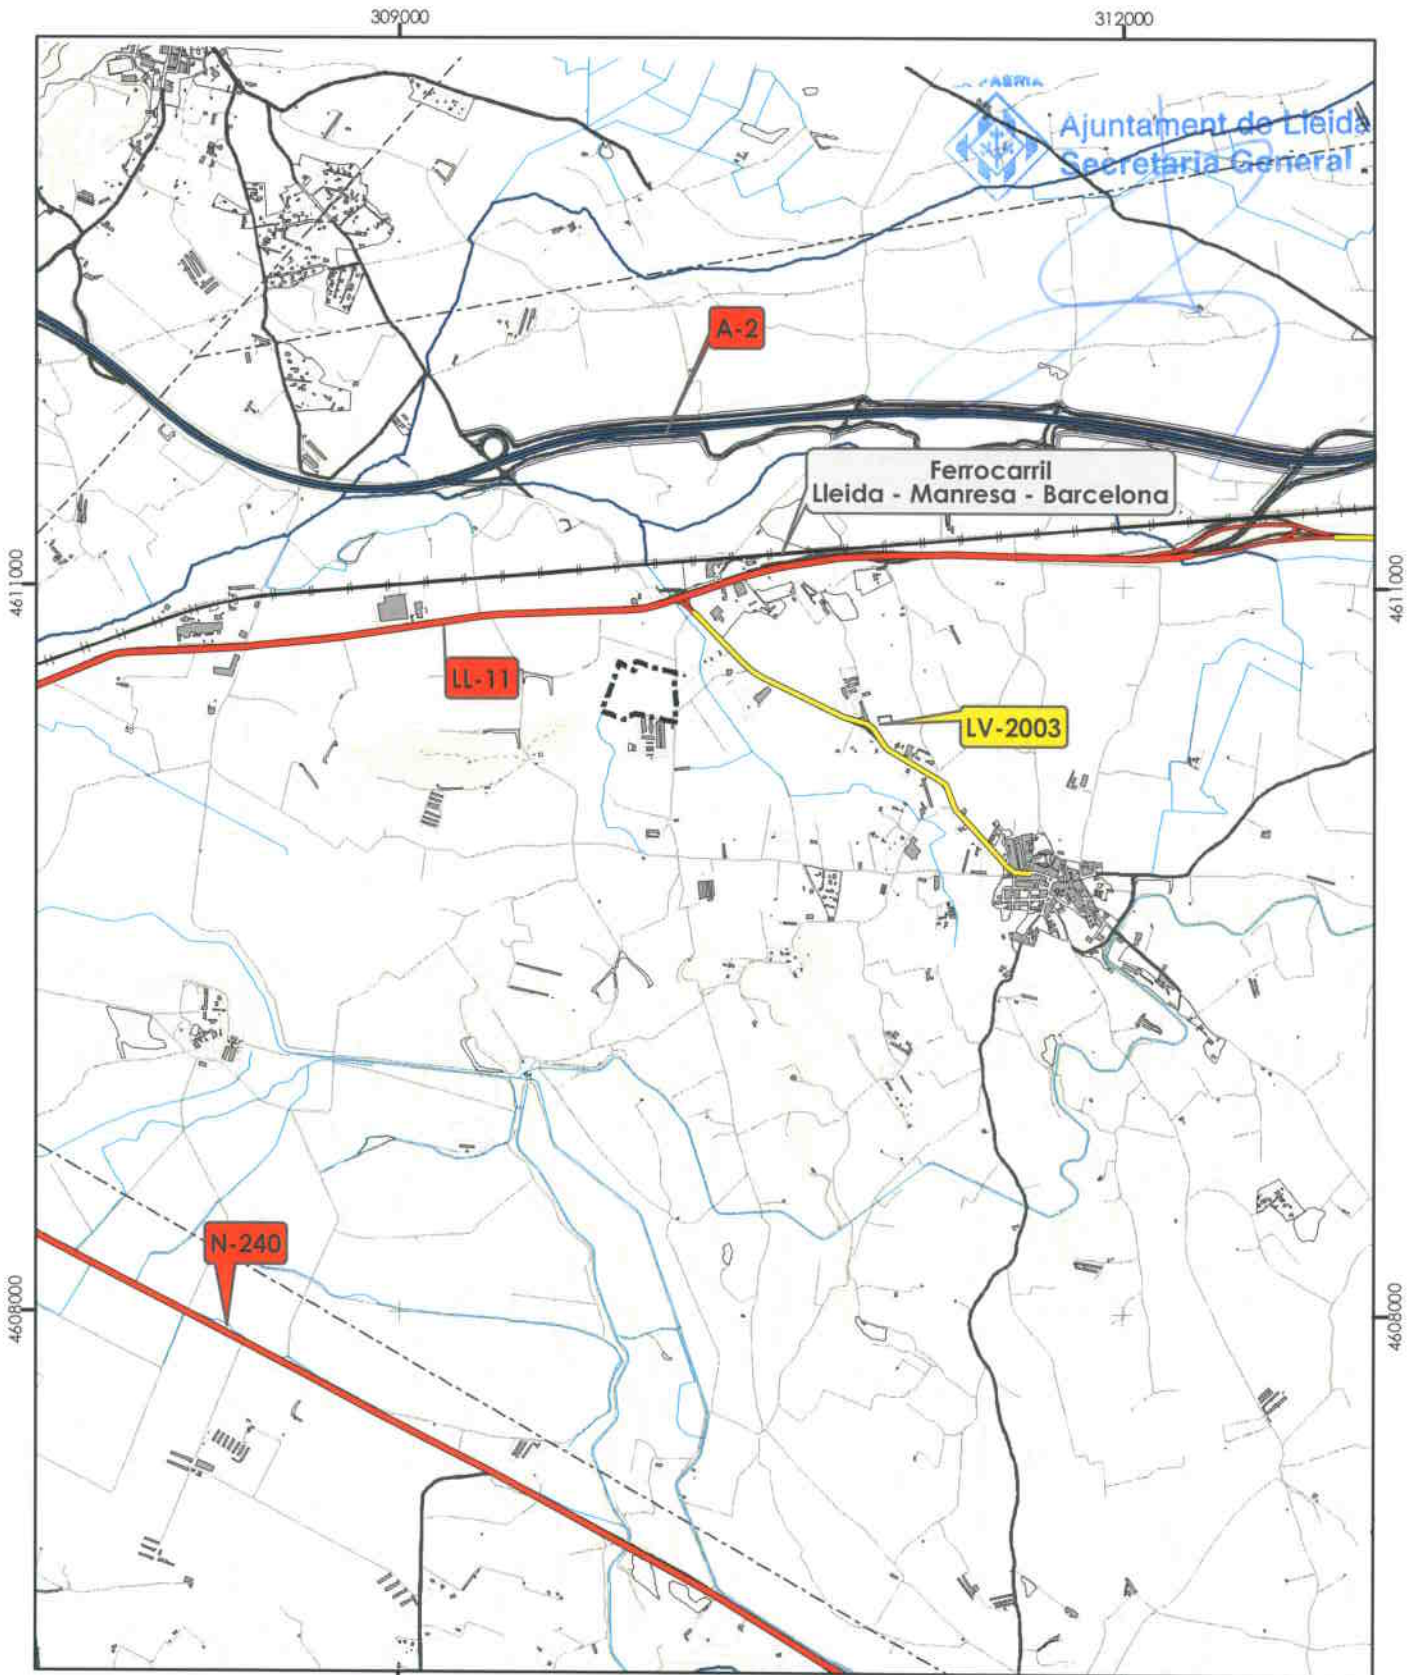 309000
312000
Ajuntament de Lleida
Secretaria General
A-2
Ferrocarril
Lleida - Manresa - Barcelona
4611000
4611000
LL-11
LV-2003
N-240
4608000
4608000